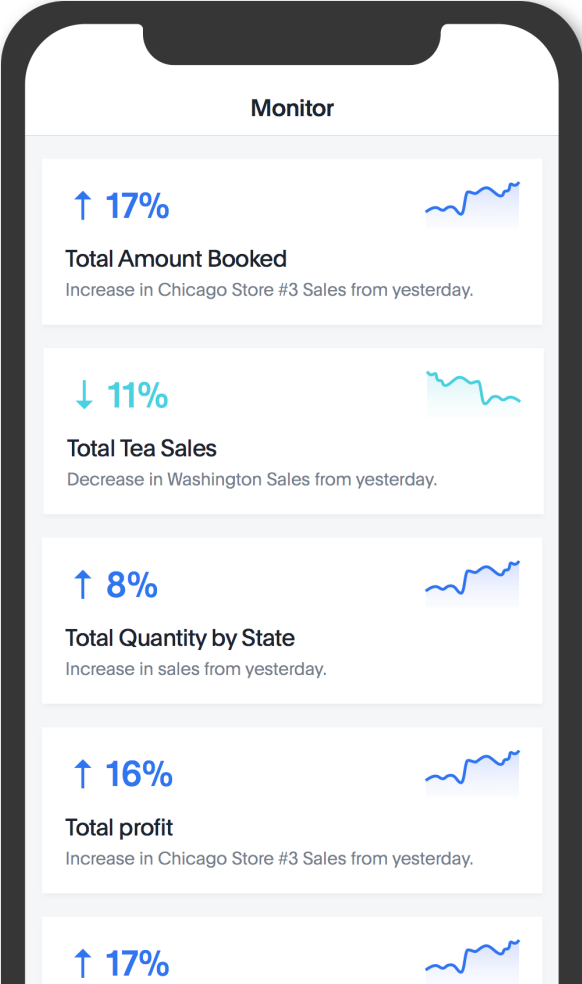 Monitor
↑ 17%
Total Amount Booked
Increase in Chicago Store #3 Sales from yesterday.
↓ 11%
Total Tea Sales
Decrease in Washington Sales from yesterday.
↑ 8%
Total Quantity by State
Increase in sales from yesterday.
↑ 16%
Total profit
Increase in Chicago Store #3 Sales from yesterday.
↑ 17%